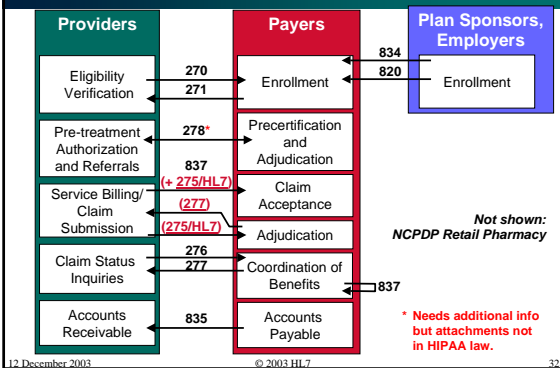 Providers
Payers
Plan Sponsors,
Employers
Eligibility
Verification
270
271
Enrollment
834
820
Enrollment
Pre-treatment
Authorization
and Referrals
278*
Precertification
and
Adjudication
837
(+ 275/HL7)
Service Billing/
Claim
Submission
Claim
Acceptance
(277)
(275/HL7)
Adjudication
Not shown:
NCPDP Retail Pharmacy
Claim Status
Inquiries
276
277
Coordination of
Benefits
837
Accounts
Receivable
835
Accounts
Payable
* Needs additional info
but attachments not
in HIPAA law.
12 December 2003
© 2003 HL7
32